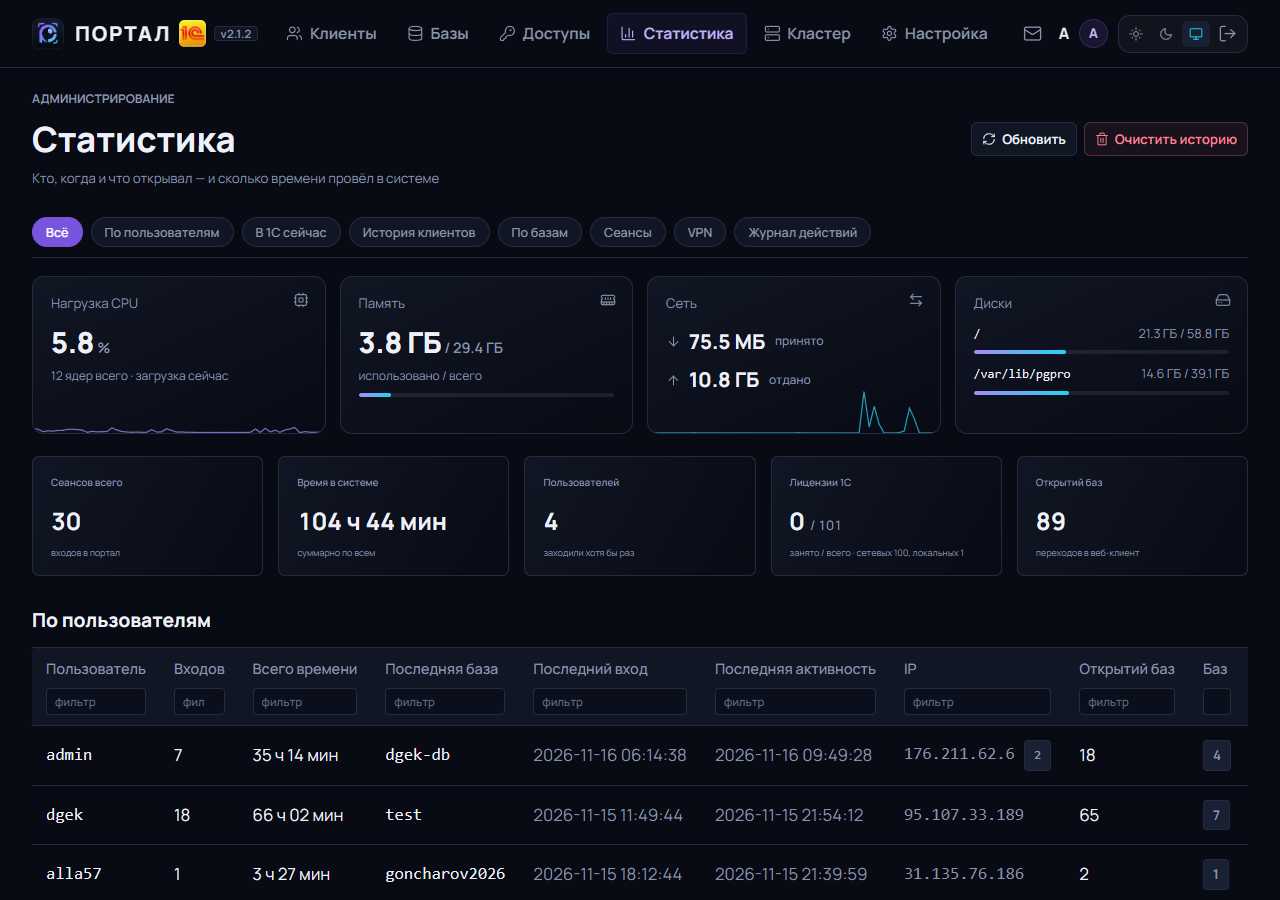 ПОРТАЛ 1С v2.1.2 Клиенты Базы Доступы Статистика Кластер Настройка A A
АДМИНИСТРИРОВАНИЕ
Статистика
Обновить Очистить историю
Кто, когда и что открывал — и сколько времени провёл в системе
Всё По пользователям В 1С сейчас История клиентов По базам Сеансы VPN Журнал действий
Нагрузка CPU
5.8 %
12 ядер всего · загрузка сейчас
Память
3.8 ГБ / 29.4 ГБ
использовано / всего
Сеть
↓ 75.5 МБ принято
↑ 10.8 ГБ отдано
Диски
/ 21.3 ГБ / 58.8 ГБ
/var/lib/pgpro 14.6 ГБ / 39.1 ГБ
Сеансов всего
30
входов в портал
Время в системе
104 ч 44 мин
суммарно по всем
Пользователей
4
заходили хотя бы раз
Лицензии 1С
0 / 101
занято / всего · сетевых 100, локальных 1
Открытий баз
89
переходов в веб-клиент
По пользователям
Пользователь Входов Всего времени Последняя база Последний вход Последняя активность IP Открытий баз Баз
фильтр фил фильтр фильтр фильтр фильтр фильтр фильтр
admin 7 35 ч 14 мин dgek-db 2026-11-16 06:14:38 2026-11-16 09:49:28 176.211.62.6 2 18 4
dgek 18 66 ч 02 мин test 2026-11-15 11:49:44 2026-11-15 21:54:12 95.107.33.189 65 7
alla57 1 3 ч 27 мин goncharov2026 2026-11-15 18:12:44 2026-11-15 21:39:59 31.135.76.186 2 1